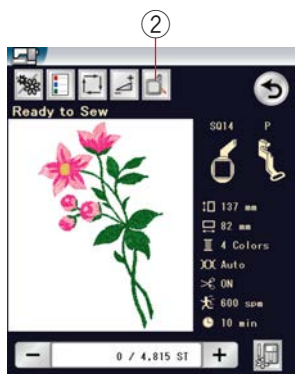 ②
Ready to Sew
SQ14 P
137 mm
82 mm
4 Colors
Auto
ON
600 spm
10 min
− 0 / 4,815 ST +